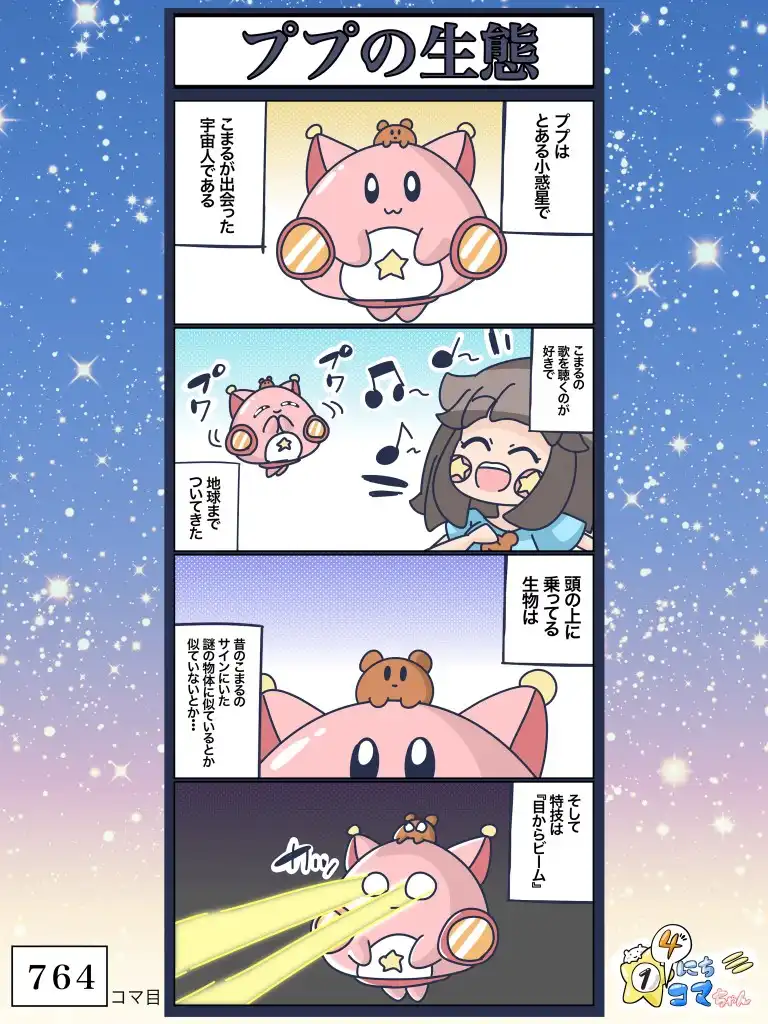 ププの生態
ププは
とある小惑星で
こまるが出会った
宇宙人である
こまるの
歌を聴くのが
好きで
プワ
プワ
地球まで
ついてきた
頭の上に
乗ってる
生物は
昔のこまるの
サインにいた
謎の物体に似ているとか
似ていないとか…
そして
特技は
『目からビーム』
カッ
764
コマ目
1
にち
4
コマ
ちゃん